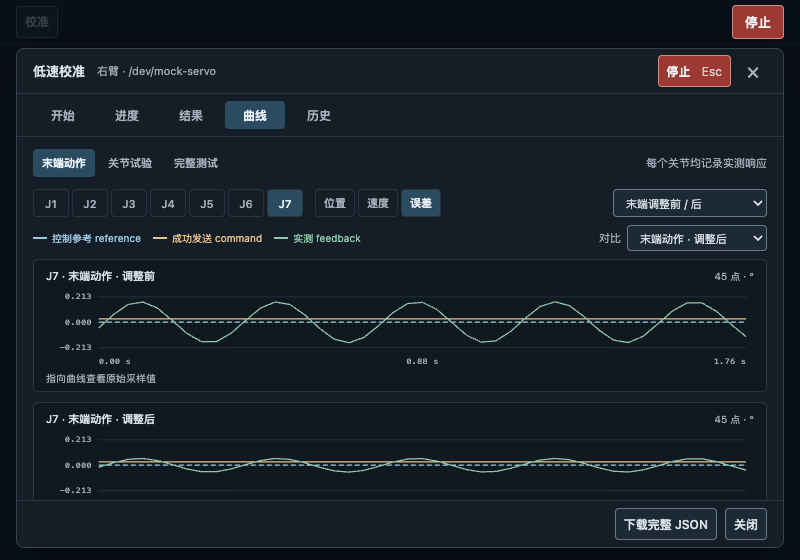 校准
停止
低速校准 右臂 · /dev/mock-servo
停止 Esc ×
开始 进度 结果 曲线 历史
末端动作 关节试验 完整测试 每个关节均记录实测响应
J1 J2 J3 J4 J5 J6 J7 位置 速度 误差 末端调整前 / 后
控制参考 reference 成功发送 command 实测 feedback 对比 末端动作 · 调整后
J7 · 末端动作 · 调整前 45 点 · °
0.213
0.000
−0.213
0.00 s 0.88 s 1.76 s
指向曲线查看原始采样值
J7 · 末端动作 · 调整后 45 点 · °
0.213
0.000
−0.213
下载完整 JSON 关闭